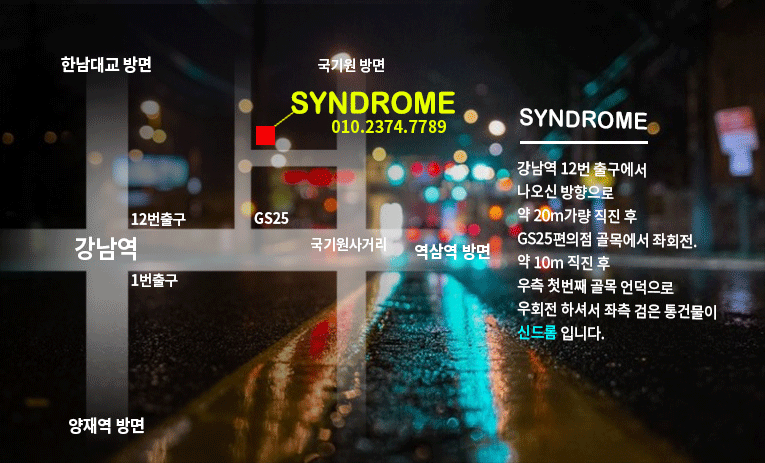 한남대교 방면
국기원 방면
SYNDROME
010.2374.7789
12번출구
GS25
강남역
국기원사거리
역삼역 방면
1번출구
양재역 방면
SYNDROME
강남역 12번 출구에서
나오신 방향으로
약 20m가량 직진 후
GS25편의점 골목에서 좌회전.
약 10m 직진 후
우측 첫번째 골목 언덕으로
우회전 하셔서 좌측 검은 통건물이
신드롬 입니다.